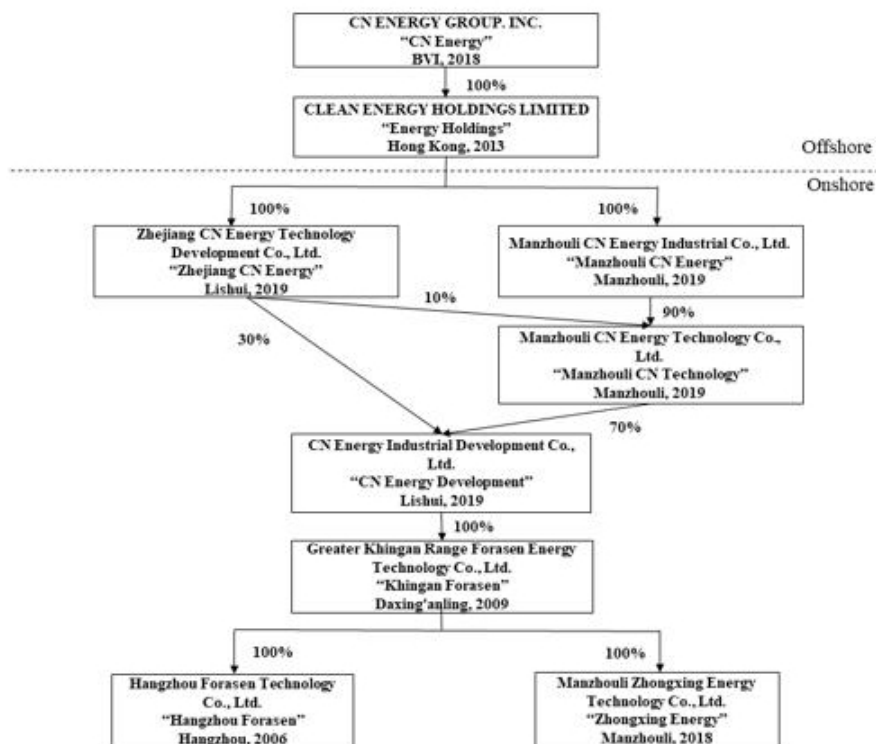 CN ENERGY GROUP. INC.
“CN Energy”
BVI, 2018
100%
CLEAN ENERGY HOLDINGS LIMITED
“Energy Holdings”
Hong Kong, 2013
Offshore
Onshore
100%
100%
Zhejiang CN Energy Technology
Development Co., Ltd.
“Zhejiang CN Energy”
Lishui, 2019
Manzhouli CN Energy Industrial Co., Ltd.
“Manzhouli CN Energy”
Manzhouli, 2019
10%
90%
30%
Manzhouli CN Energy Technology Co.,
Ltd.
“Manzhouli CN Technology”
Manzhouli, 2019
70%
CN Energy Industrial Development Co.,
Ltd.
“CN Energy Development”
Lishui, 2019
100%
Greater Khingan Range Forasen Energy
Technology Co., Ltd.
“Khingan Forasen”
Daxing'anling, 2009
100%
100%
Hangzhou Forasen Technology
Co., Ltd.
“Hangzhou Forasen”
Hangzhou, 2006
Manzhouli Zhongxing Energy
Technology Co., Ltd.
“Zhongxing Energy”
Manzhouli, 2018